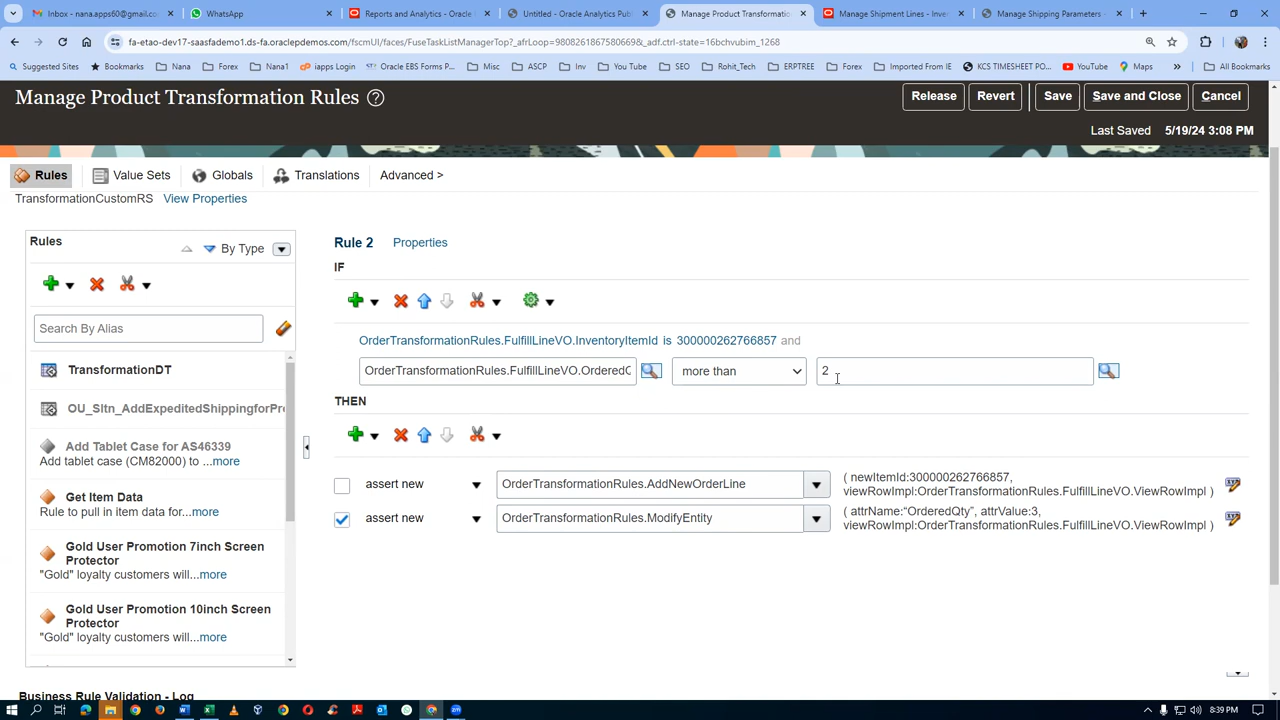 Inbox - nana.apps60@gmail.co
WhatsApp
Reports and Analytics - Oracle
Untitled - Oracle Analytics Publ
Manage Product Transformation
Manage Shipment Lines - Inve
Manage Shipping Parameters -
fa-etao-dev17-saasfademo1.ds-fa.oraclepdemos.com/fscmUI/faces/FuseTaskListManagerTop?_afrLoop=98082618675806698&_adf.ctrl-state=16bchvubim_1268
Suggested Sites
Bookmarks
Nana
Forex
Nana1
iapps Login
Oracle EBS Forms P...
Misc
ASCP
Inv
You Tube
SEO
Rohit_Tech
ERPTREE
Forex
Imported From IE
KCS TIMESHEET PO...
YouTube
Maps
»
All Bookmarks
Manage Product Transformation Rules ?
Release
Revert
Save
Save and Close
Cancel
Last Saved 5/19/24 3:08 PM
Rules
Value Sets
Globals
Translations
Advanced >
TransformationCustomRS View Properties
Rules
By Type
Search By Alias
TransformationDT
OU_Sltn_AddExpeditedShippingforPr
Add Tablet Case for AS46339
Add tablet case (CM82000) to ...more
Get Item Data
Rule to pull in item data for...more
Gold User Promotion 7inch Screen
Protector
"Gold" loyalty customers will...more
Gold User Promotion 10inch Screen
Protector
"Gold" loyalty customers will...more
Rule 2 Properties
IF
OrderTransformationRules.FulfillLineVO.InventoryItemId is 300000262766857 and
OrderTransformationRules.FulfillLineVO.OrderedC
more than
2
THEN
assert new
OrderTransformationRules.AddNewOrderLine
( newItemId:300000262766857,
viewRowImpl:OrderTransformationRules.FulfillLineVO.ViewRowImpl )
assert new
OrderTransformationRules.ModifyEntity
( attrName:“OrderedQty”, attrValue:3,
viewRowImpl:OrderTransformationRules.FulfillLineVO.ViewRowImpl )
Business Rule Validation - Log
8:39 PM